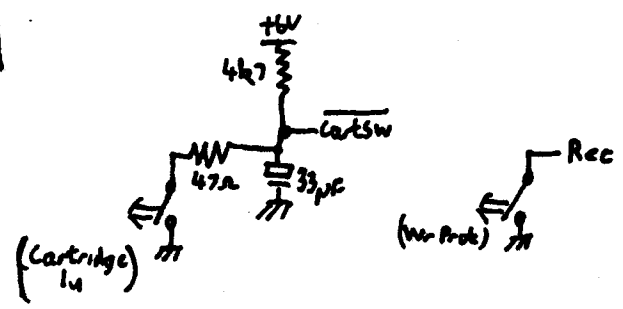 +6V
4k7
CartSW
Rec
47Ω
33µF
(Wr Prot)
(Cartridge
In)